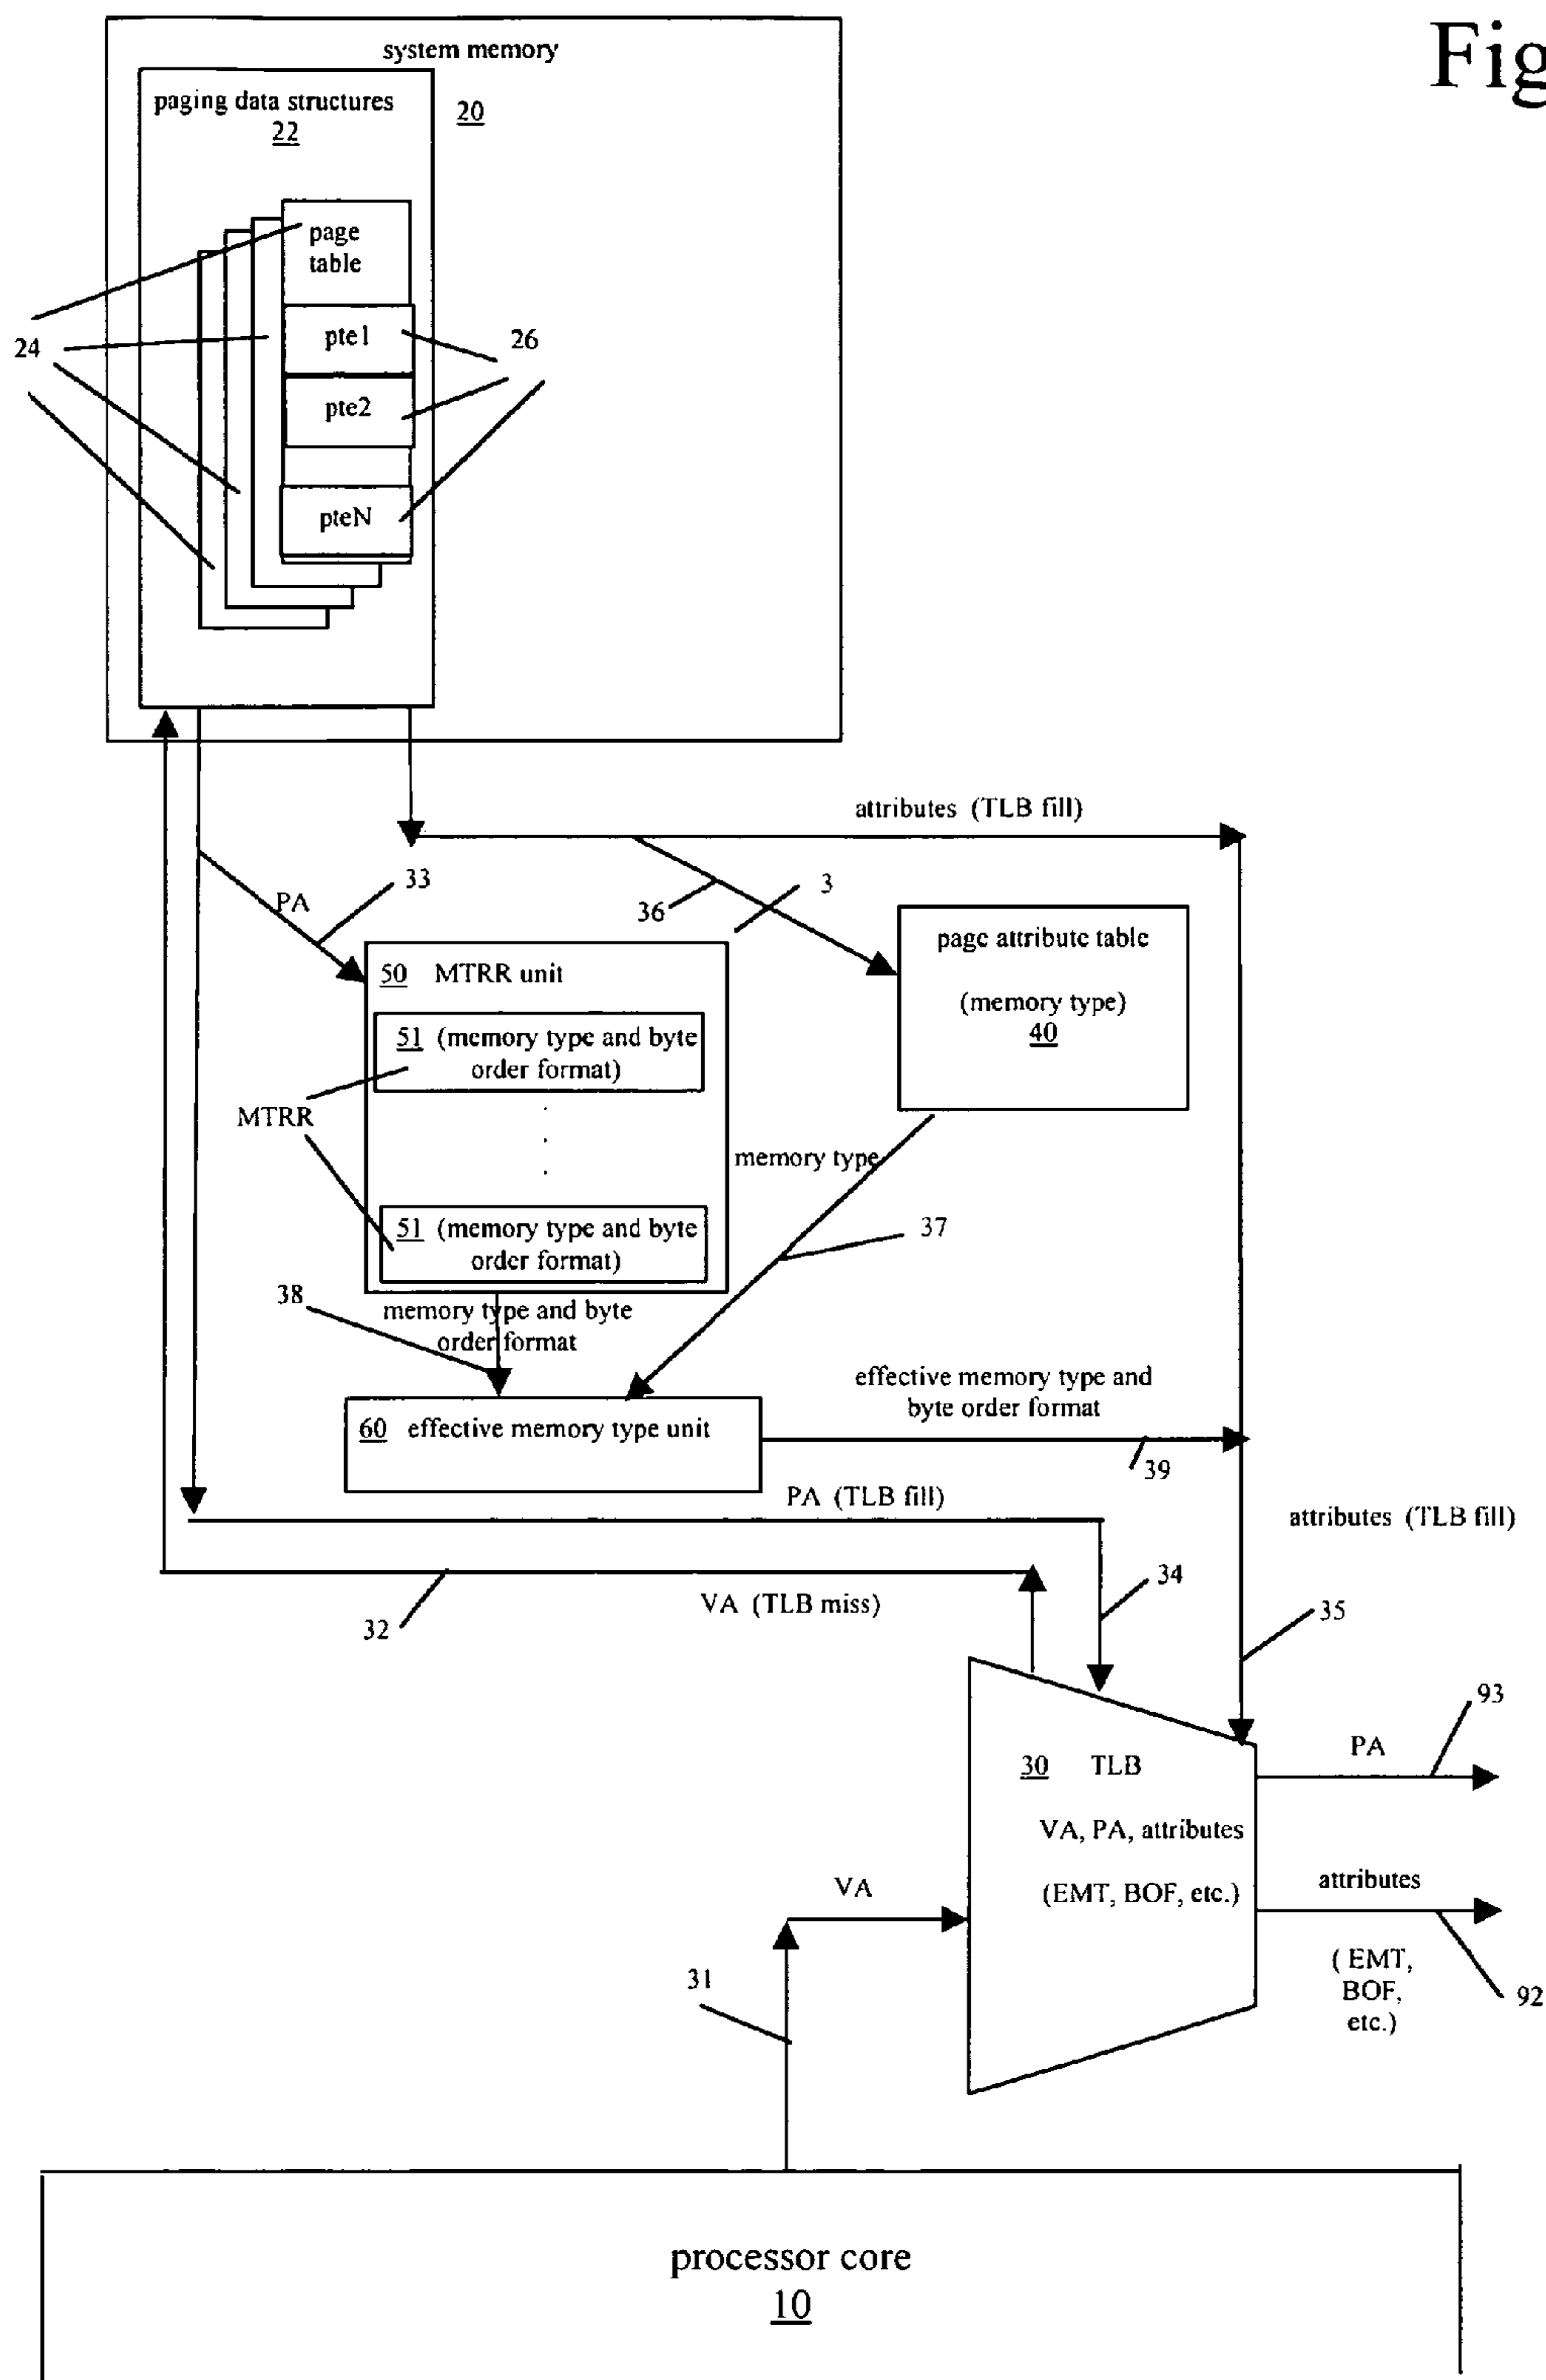 Fig
system memory
paging data structures
22
20
page
table
pte1
pte2
pteN
24
26
attributes (TLB fill)
PA
33
36
3
50 MTRR unit
51 (memory type and byte
order format)
MTRR
.
.
.
51 (memory type and byte
order format)
page attribute table
(memory type)
40
memory type
37
38
memory type and byte
order format
60 effective memory type unit
effective memory type and
byte order format
39
PA (TLB fill)
attributes (TLB fill)
VA (TLB miss)
32
34
35
93
PA
30 TLB
VA, PA, attributes
(EMT, BOF, etc.)
VA
attributes
( EMT,
BOF,
etc.)
92
31
processor core
10